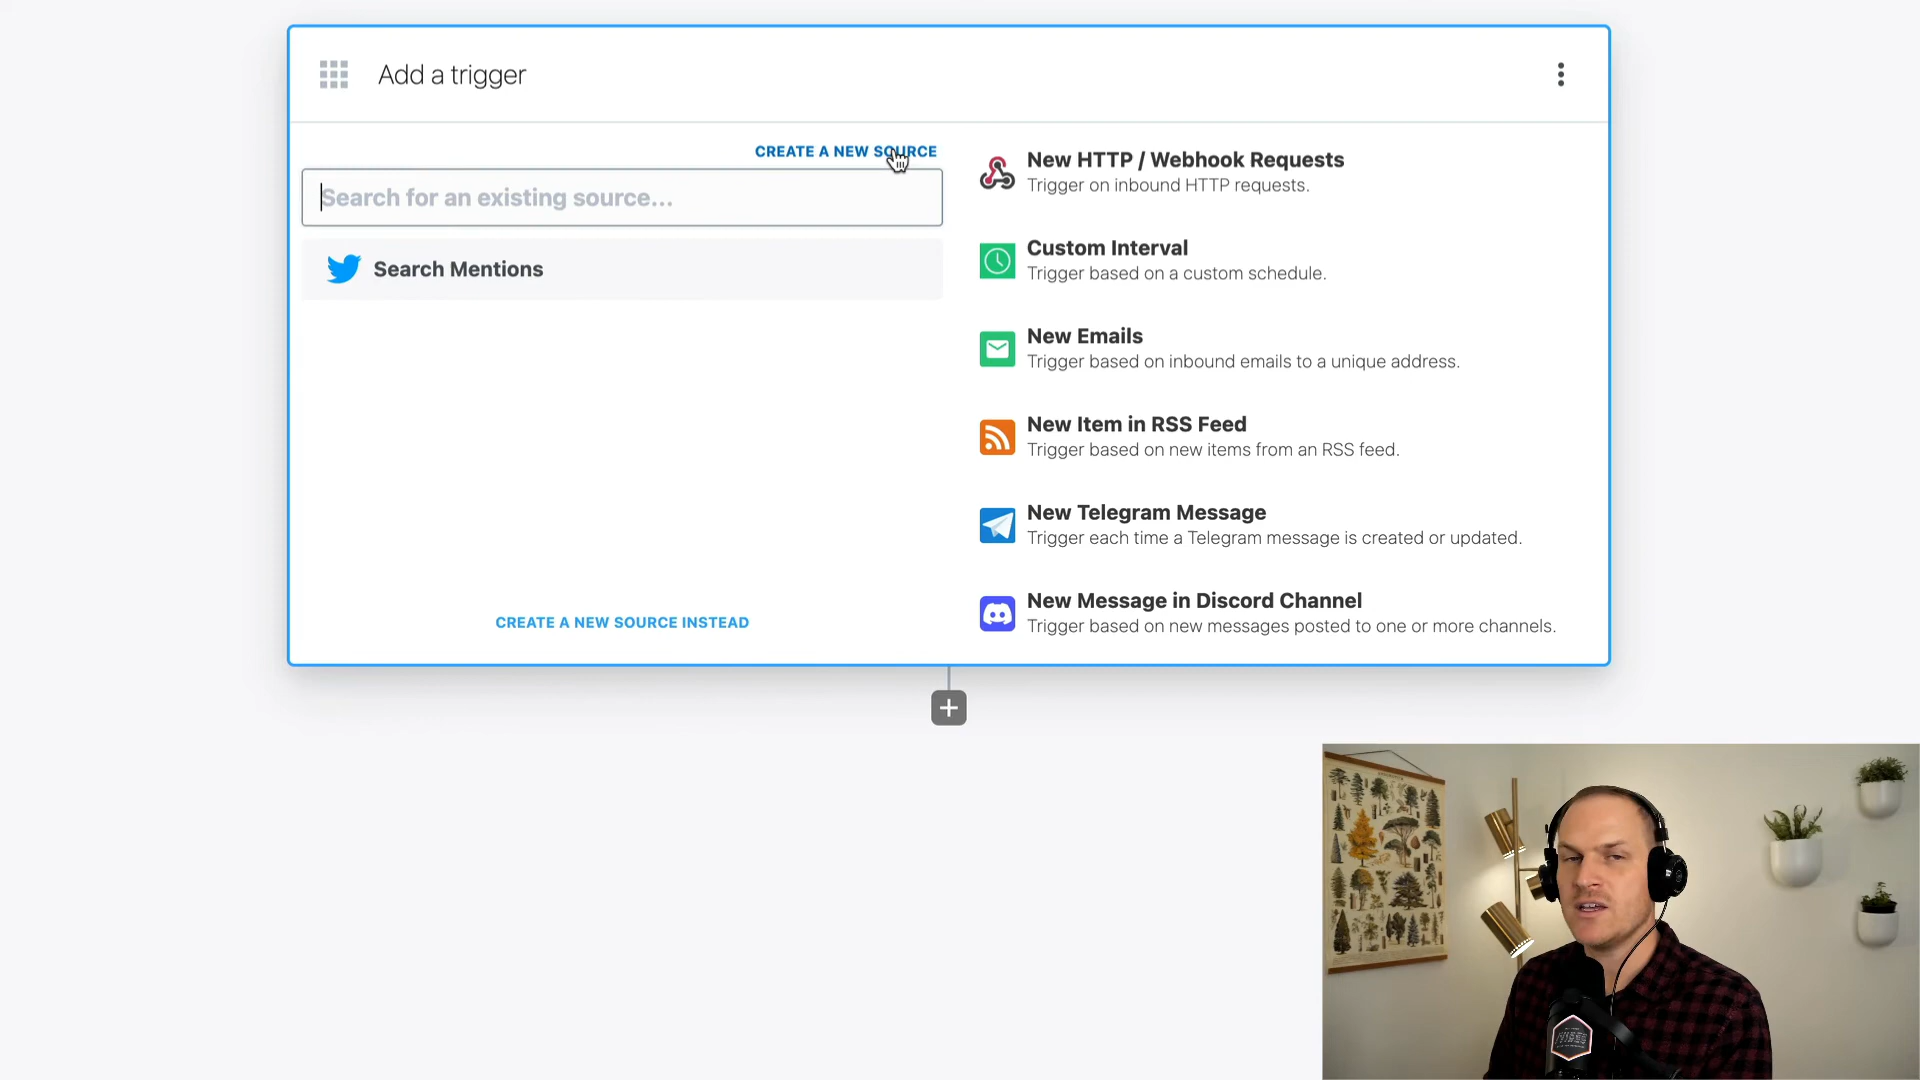 Add a trigger
CREATE A NEW SOURCE
Search for an existing source...
Search Mentions
CREATE A NEW SOURCE INSTEAD
New HTTP / Webhook Requests
Trigger on inbound HTTP requests.
Custom Interval
Trigger based on a custom schedule.
New Emails
Trigger based on inbound emails to a unique address.
New Item in RSS Feed
Trigger based on new items from an RSS feed.
New Telegram Message
Trigger each time a Telegram message is created or updated.
New Message in Discord Channel
Trigger based on new messages posted to one or more channels.